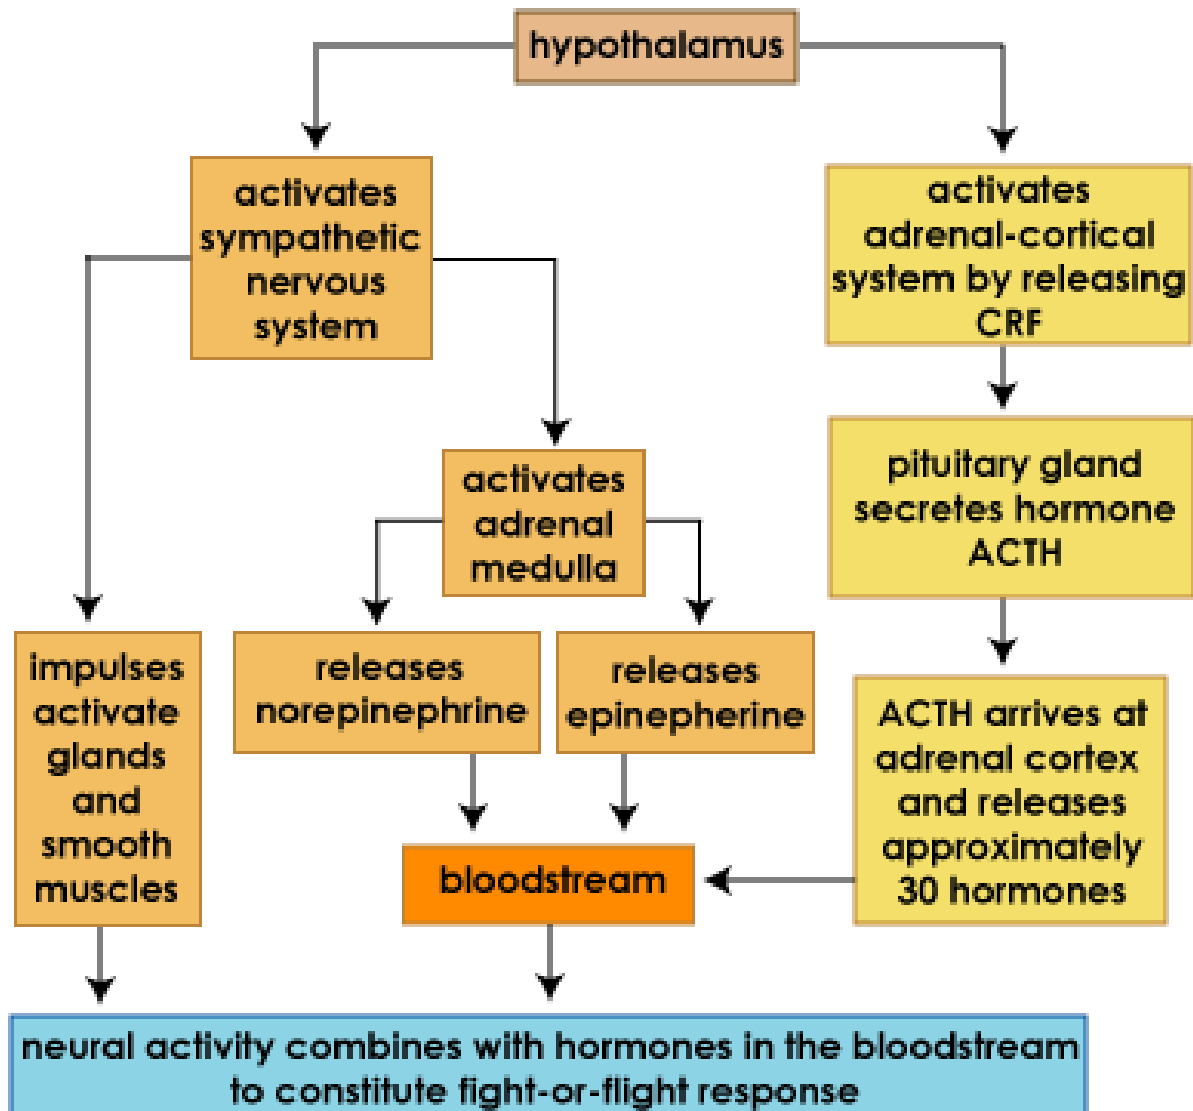 hypothalamus
activates
sympathetic
nervous
system
activates
adrenal-cortical
system by releasing
CRF
activates
adrenal
medulla
pituitary gland
secretes hormone
ACTH
impulses
activate
glands
and
smooth
muscles
releases
norepinephrine
releases
epinepherine
ACTH arrives at
adrenal cortex
and releases
approximately
30 hormones
bloodstream
neural activity combines with hormones in the bloodstream
to constitute fight-or-flight response